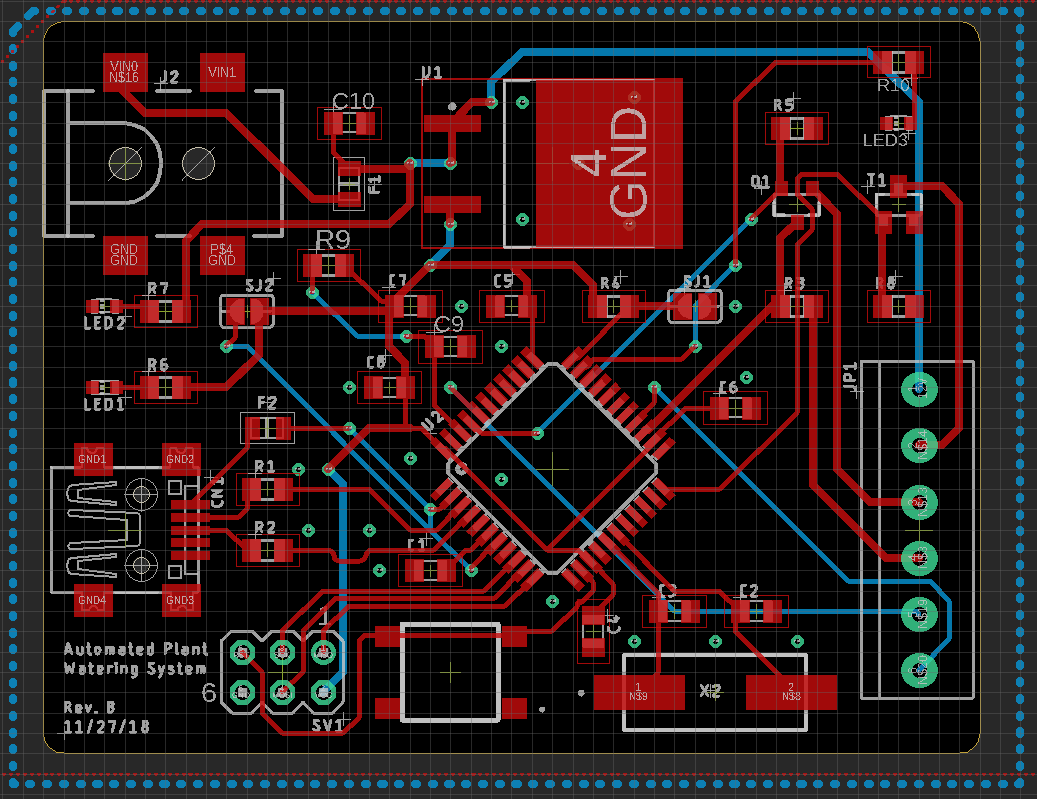 VIN0
N$16
VIN1
J2
U1
C10
F1
4
GND
R10
R5
LED3
Q1
T1
GND
GND
P$4
GND
R9
R7
SJ2
C7
C5
R4
SJ1
R3
R8
LED2
C9
R6
C8
JP1
LED1
F2
U2
C6
GND1
GND2
R1
CN1
R2
C1
GND4
GND3
C3
C2
C4
1
Automated Plant
Watering System
6
1
N$9
X2
2
N$8
Rev. B
11/27/18
SV1